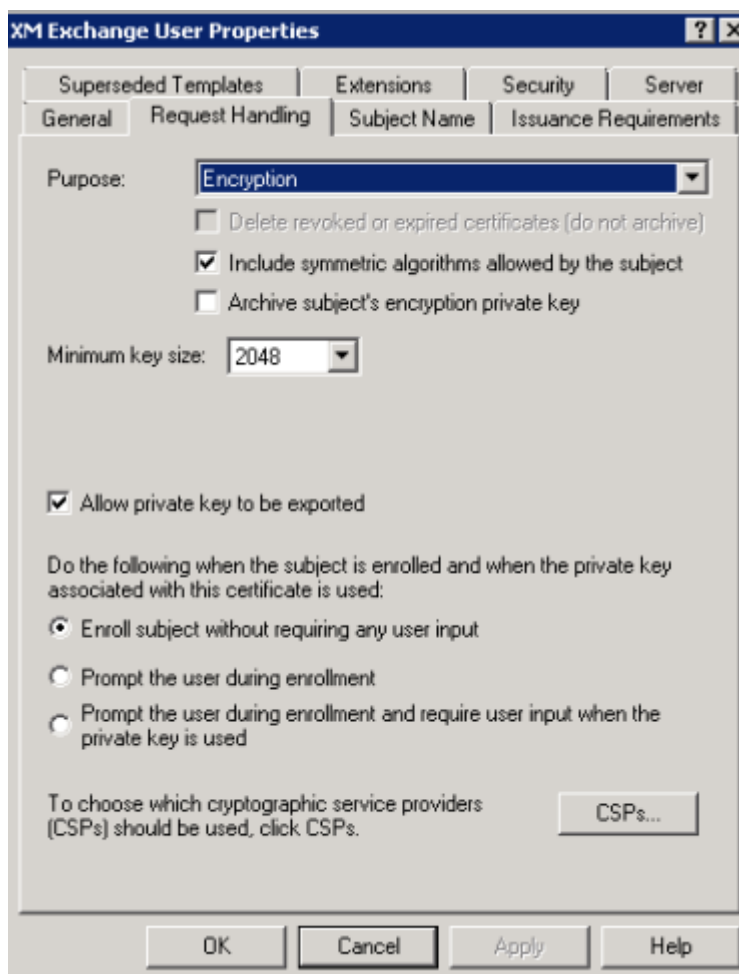 XM Exchange User Properties
Superseded Templates Extensions Security Server
General Request Handling Subject Name Issuance Requirements
Purpose: Encryption
Delete revoked or expired certificates (do not archive)
Include symmetric algorithms allowed by the subject
Archive subject's encryption private key
Minimum key size: 2048
Allow private key to be exported
Do the following when the subject is enrolled and when the private key
associated with this certificate is used:
Enroll subject without requiring any user input
Prompt the user during enrollment
Prompt the user during enrollment and require user input when the
private key is used
To choose which cryptographic service providers
(CSPs) should be used, click CSPs.
CSPs...
OK Cancel Apply Help